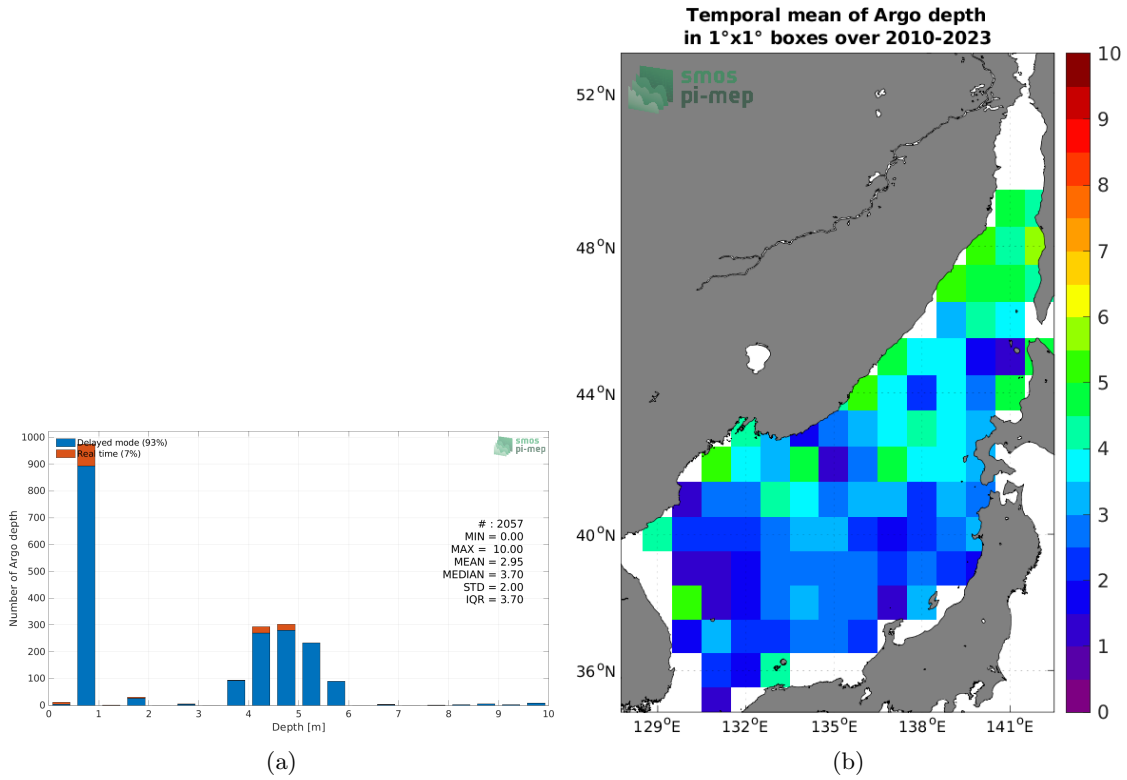 Temporal mean of Argo depth
in 1°x1° boxes over 2010-2023
smos
pi-mep
52°N
48°N
44°N
40°N
36°N
129°E
132°E
135°E
138°E
141°E
10
9
8
7
6
5
4
3
2
1
0
Delayed mode (93%)
Real time (7%)
smos
pi-mep
# : 2057
MIN = 0.00
MAX = 10.00
MEAN = 2.95
MEDIAN = 3.70
STD = 2.00
IQR = 3.70
Number of Argo depth
1000
900
800
700
600
500
400
300
200
100
0
0
1
2
3
4
5
6
7
8
9
10
Depth [m]
(a)
(b)